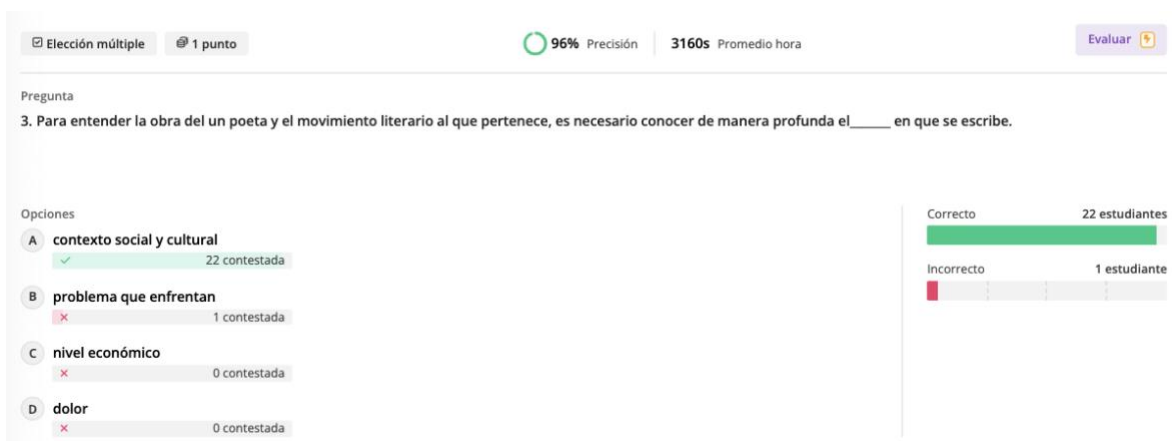 Elección múltiple
1 punto
96% Precisión
3160s Promedio hora
Evaluar
Pregunta
3. Para entender la obra del un poeta y el movimiento literario al que pertenece, es necesario conocer de manera profunda el______ en que se escribe.
Opciones
A contexto social y cultural
22 contestada
B problema que enfrentan
1 contestada
C nivel económico
0 contestada
D dolor
0 contestada
Correcto 22 estudiantes
Incorrecto 1 estudiante